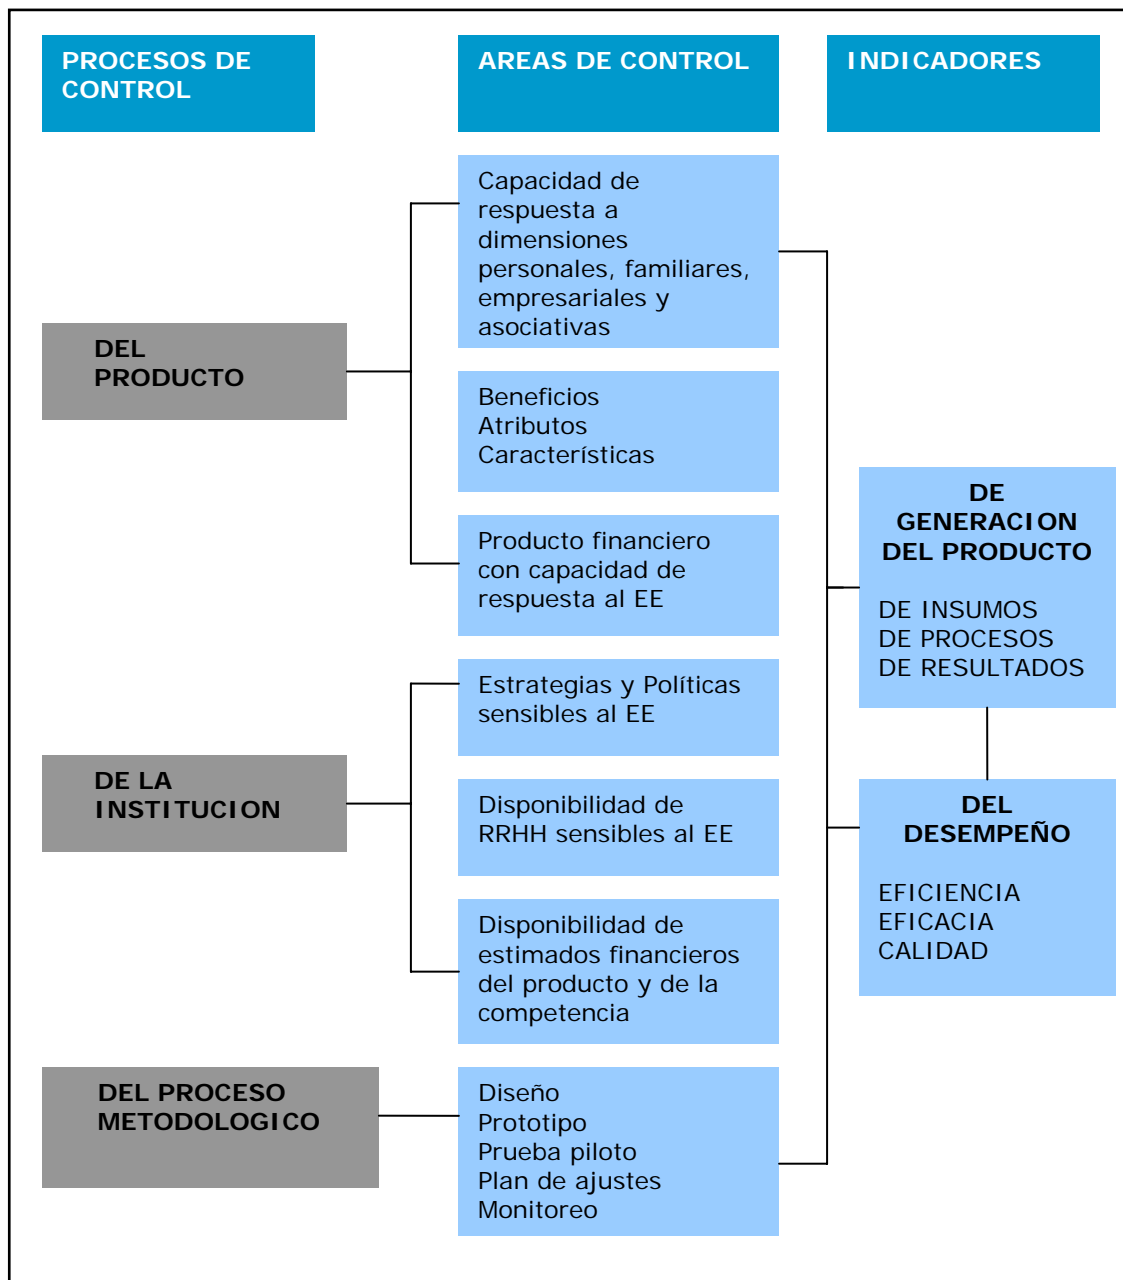 PROCESOS DE
CONTROL
AREAS DE CONTROL
INDICADORES
Capacidad de
respuesta a
dimensiones
personales, familiares,
empresariales y
asociativas
DEL
PRODUCTO
Beneficios
Atributos
Características
Producto financiero
con capacidad de
respuesta al EE
DE
GENERACION
DEL PRODUCTO
DE INSUMOS
DE PROCESOS
DE RESULTADOS
Estrategias y Políticas
sensibles al EE
DE LA
INSTITUCION
Disponibilidad de
RRHH sensibles al EE
DEL
DESEMPEÑO
EFICIENCIA
EFICACIA
CALIDAD
Disponibilidad de
estimados financieros
del producto y de la
competencia
DEL PROCESO
METODOLOGICO
Diseño
Prototipo
Prueba piloto
Plan de ajustes
Monitoreo